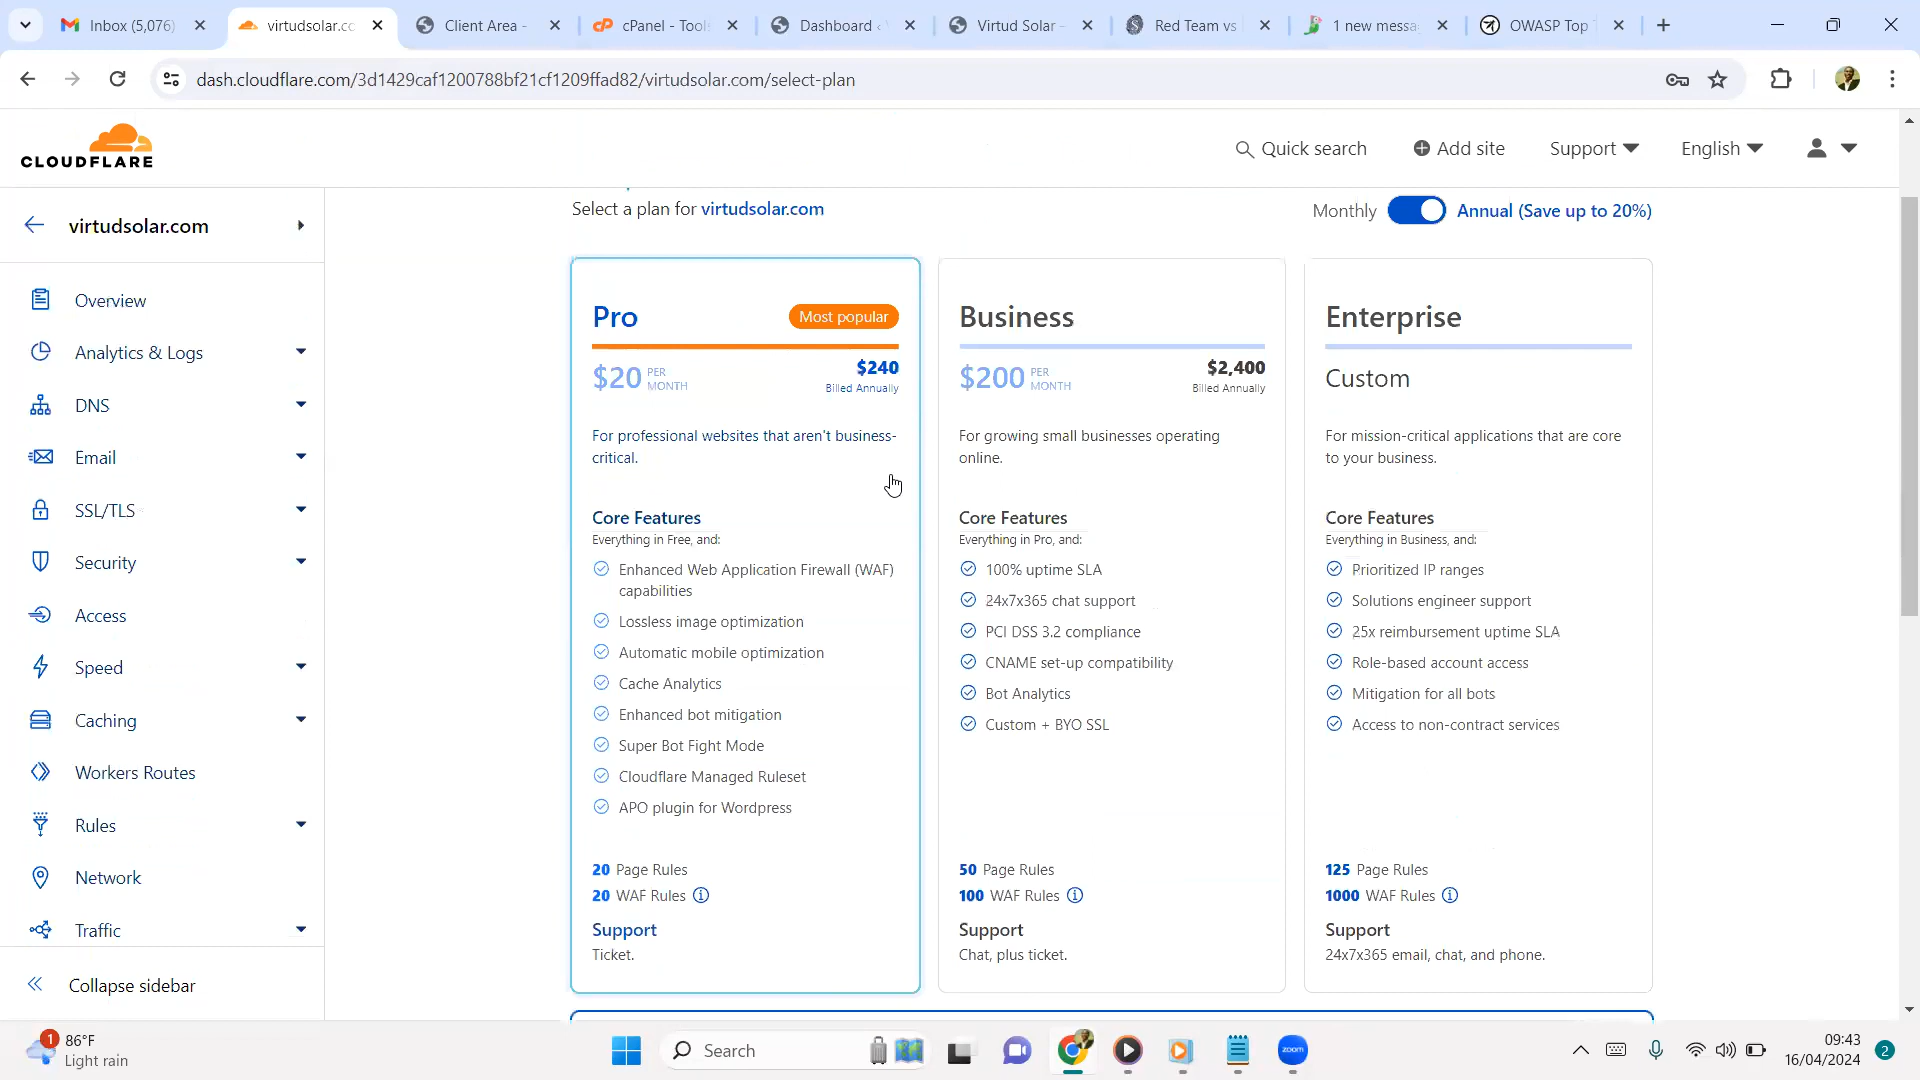 Inbox (5,076)
virtudsolar.co
Client Area -
cPanel - Tools
Dashboard ‹
Virtud Solar -
Red Team vs
1 new messa
OWASP Top
dash.cloudflare.com/3d1429caf1200788bf21cf1209ffad82/virtudsolar.com/select-plan
CLOUDFLARE
Quick search
Add site
Support
English
virtudsolar.com
Overview
Analytics & Logs
DNS
Email
SSL/TLS
Security
Access
Speed
Caching
Workers Routes
Rules
Network
Traffic
Collapse sidebar
Select a plan for virtudsolar.com
Monthly
Annual (Save up to 20%)
Pro
Most popular
$20 PER MONTH
$240
Billed Annually
For professional websites that aren't business-
critical.
Core Features
Everything in Free, and:
Enhanced Web Application Firewall (WAF)
capabilities
Lossless image optimization
Automatic mobile optimization
Cache Analytics
Enhanced bot mitigation
Super Bot Fight Mode
Cloudflare Managed Ruleset
APO plugin for Wordpress
20 Page Rules
20 WAF Rules
Support
Ticket.
Business
$200 PER MONTH
$2,400
Billed Annually
For growing small businesses operating
online.
Core Features
Everything in Pro, and:
100% uptime SLA
24x7x365 chat support
PCI DSS 3.2 compliance
CNAME set-up compatibility
Bot Analytics
Custom + BYO SSL
50 Page Rules
100 WAF Rules
Support
Chat, plus ticket.
Enterprise
Custom
For mission-critical applications that are core
to your business.
Core Features
Everything in Business, and:
Prioritized IP ranges
Solutions engineer support
25x reimbursement uptime SLA
Role-based account access
Mitigation for all bots
Access to non-contract services
125 Page Rules
1000 WAF Rules
Support
24x7x365 email, chat, and phone.
1
86°F
Light rain
Search
zoom
09:43
16/04/2024
2